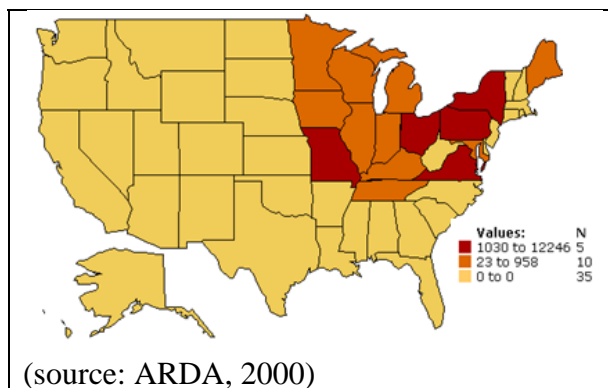 Values: N
1030 to 12246 5
23 to 958 10
0 to 0 35
(source: ARDA, 2000)